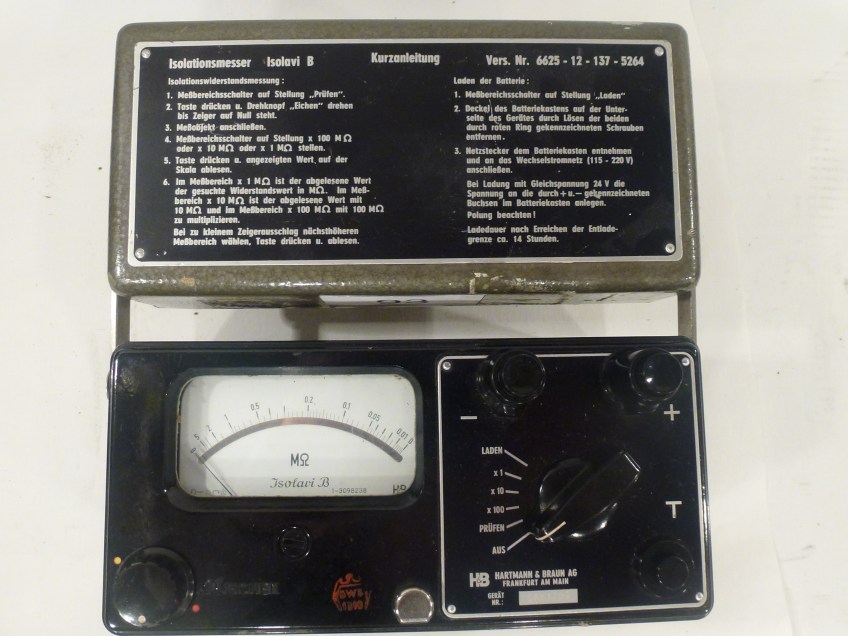 Isolationsmesser Isolavi B
Kurzanleitung
Vers. Nr. 6625 - 12 - 137 - 5264
Isolationswiderstandsmessung :
1. Meßbereichsschalter auf Stellung „Prüfen".
2. Taste drücken u. Drehknopf „Eichen" drehen
bis Zeiger auf Null steht.
3. Meßobjekt anschließen.
4. Meßbereichsschalter auf Stellung x 100 MΩ
oder x 10 MΩ oder x 1 MΩ stellen.
5. Taste drücken u. angezeigten Wert auf der
Skala ablesen.
6. Im Meßbereich x 1 MΩ ist der abgelesene Wert
der gesuchte Widerstandswert in MΩ. Im Meß-
bereich x 10 MΩ ist der abgelesene Wert mit
10 MΩ und im Meßbereich x 100 MΩ mit 100 MΩ
zu multiplizieren.
Bei zu kleinem Zeigerausschlag nächsthöheren
Meßbereich wählen, Taste drücken u. ablesen.
Laden der Batterie :
1. Meßbereichsschalter auf Stellung „Laden"
2. Deckel des Batteriekastens auf der Unter-
seite des Gerätes durch Lösen der beiden
durch roten Ring gekennzeichneten Schrauben
entfernen.
3. Netzstecker dem Batteriekasten entnehmen
und an das Wechselstromnetz (115 - 220 V)
anschließen.
Bei Ladung mit Gleichspannung 24 V die
Spannung an die durch + u. — gekennzeichneten
Buchsen im Batteriekasten anlegen.
Polung beachten !
Ladedauer nach Erreichen der Entlade-
grenze ca. 14 Stunden.
5 2 1 0.5 0.2 0.1 0.05 0.01 0
MΩ
Isolavi B
H&B
— +
LADEN
x 1
x 10
x 100
PRÜFEN
AUS
H&B HARTMANN & BRAUN AG
FRANKFURT AM MAIN
GERÄT
NR.: